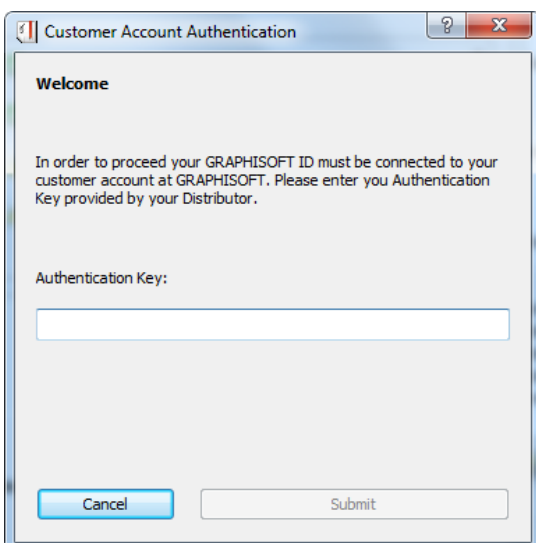 Customer Account Authentication
Welcome
In order to proceed your GRAPHISOFT ID must be connected to your
customer account at GRAPHISOFT. Please enter you Authentication
Key provided by your Distributor.
Authentication Key:
Cancel Submit